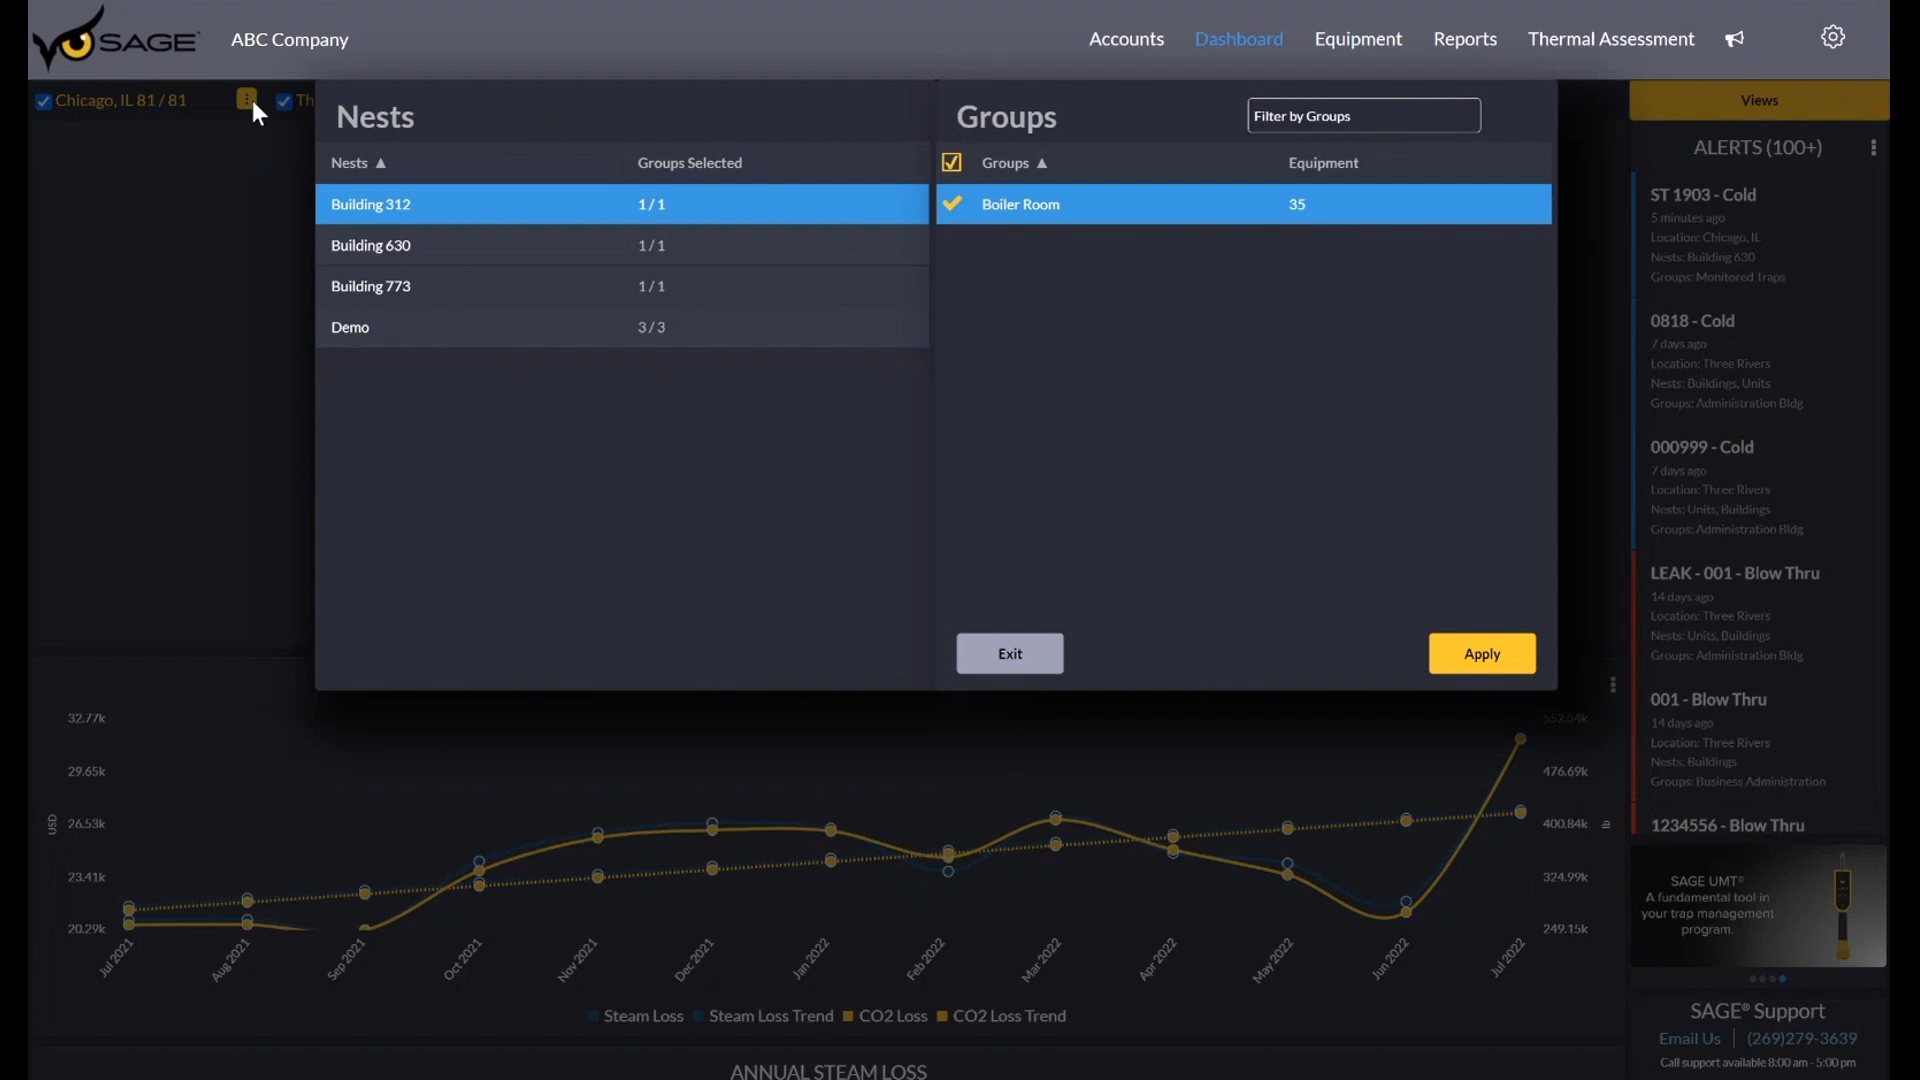 SAGE
ABC Company
Accounts
Dashboard
Equipment
Reports
Thermal Assessment
Chicago, IL 81 / 81
Th
Nests
Nests ▲
Groups Selected
Building 312
1 / 1
Building 630
1 / 1
Building 773
1 / 1
Demo
3 / 3
Groups
Filter by Groups
Groups ▲
Equipment
Boiler Room
35
Exit
Apply
Views
ALERTS (100+)
ST 1903 - Cold
5 minutes ago
Location: Chicago, IL
Nests: Building 630
Groups: Monitored Traps
0818 - Cold
7 days ago
Location: Three Rivers
Nests: Buildings, Units
Groups: Administration Bldg
000999 - Cold
7 days ago
Location: Three Rivers
Nests: Units, Buildings
Groups: Administration Bldg
LEAK - 001 - Blow Thru
14 days ago
Location: Three Rivers
Nests: Units, Buildings
Groups: Administration Bldg
001 - Blow Thru
14 days ago
Location: Three Rivers
Nests: Buildings
Groups: Business Administration
1234556 - Blow Thru
SAGE UMT®
A fundamental tool in
your trap management
program.
SAGE® Support
Email Us
(269)279-3639
Call support available 8:00 am - 5:00 pm
USD
32.77k
29.65k
26.53k
23.41k
20.29k
552.54k
476.69k
400.84k
324.99k
249.15k
lb
Jul 2021
Aug 2021
Sep 2021
Oct 2021
Nov 2021
Dec 2021
Jan 2022
Feb 2022
Mar 2022
Apr 2022
May 2022
Jun 2022
Jul 2022
Steam Loss
Steam Loss Trend
CO2 Loss
CO2 Loss Trend
ANNUAL STEAM LOSS